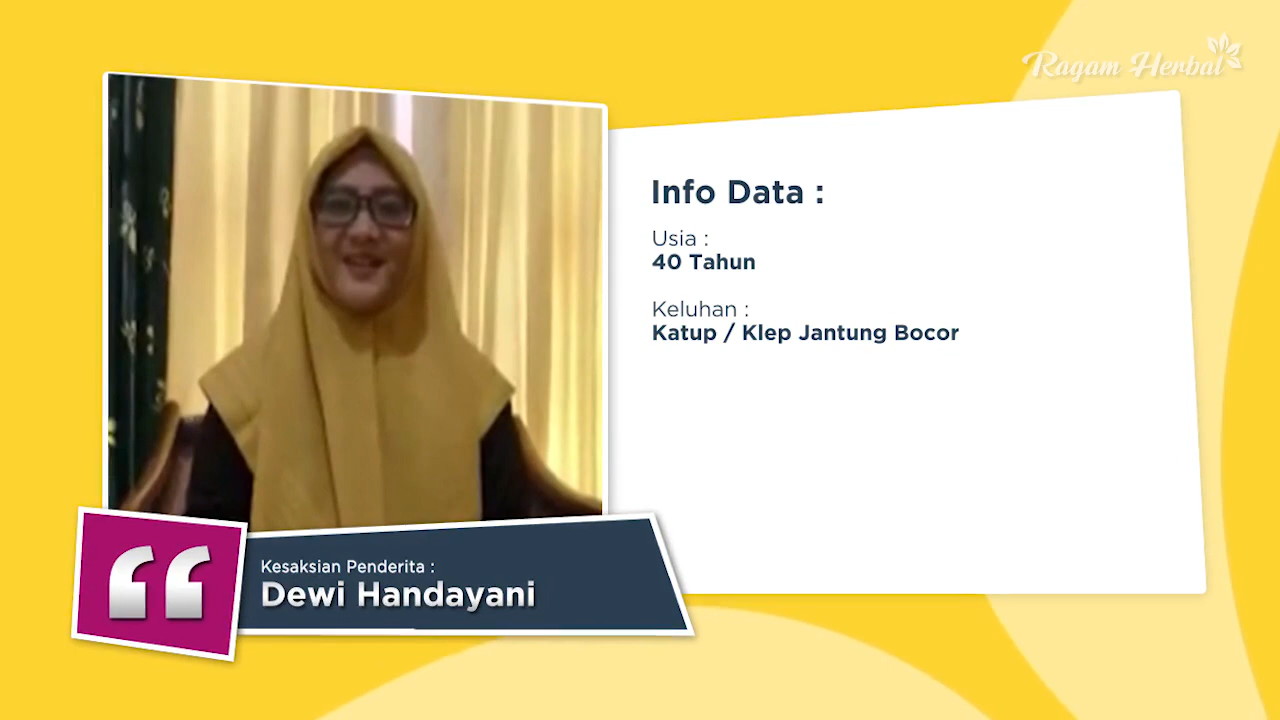 Ragam Herbal
Info Data :
Usia :
40 Tahun
Keluhan :
Katup / Klep Jantung Bocor
Kesaksian Penderita :
Dewi Handayani